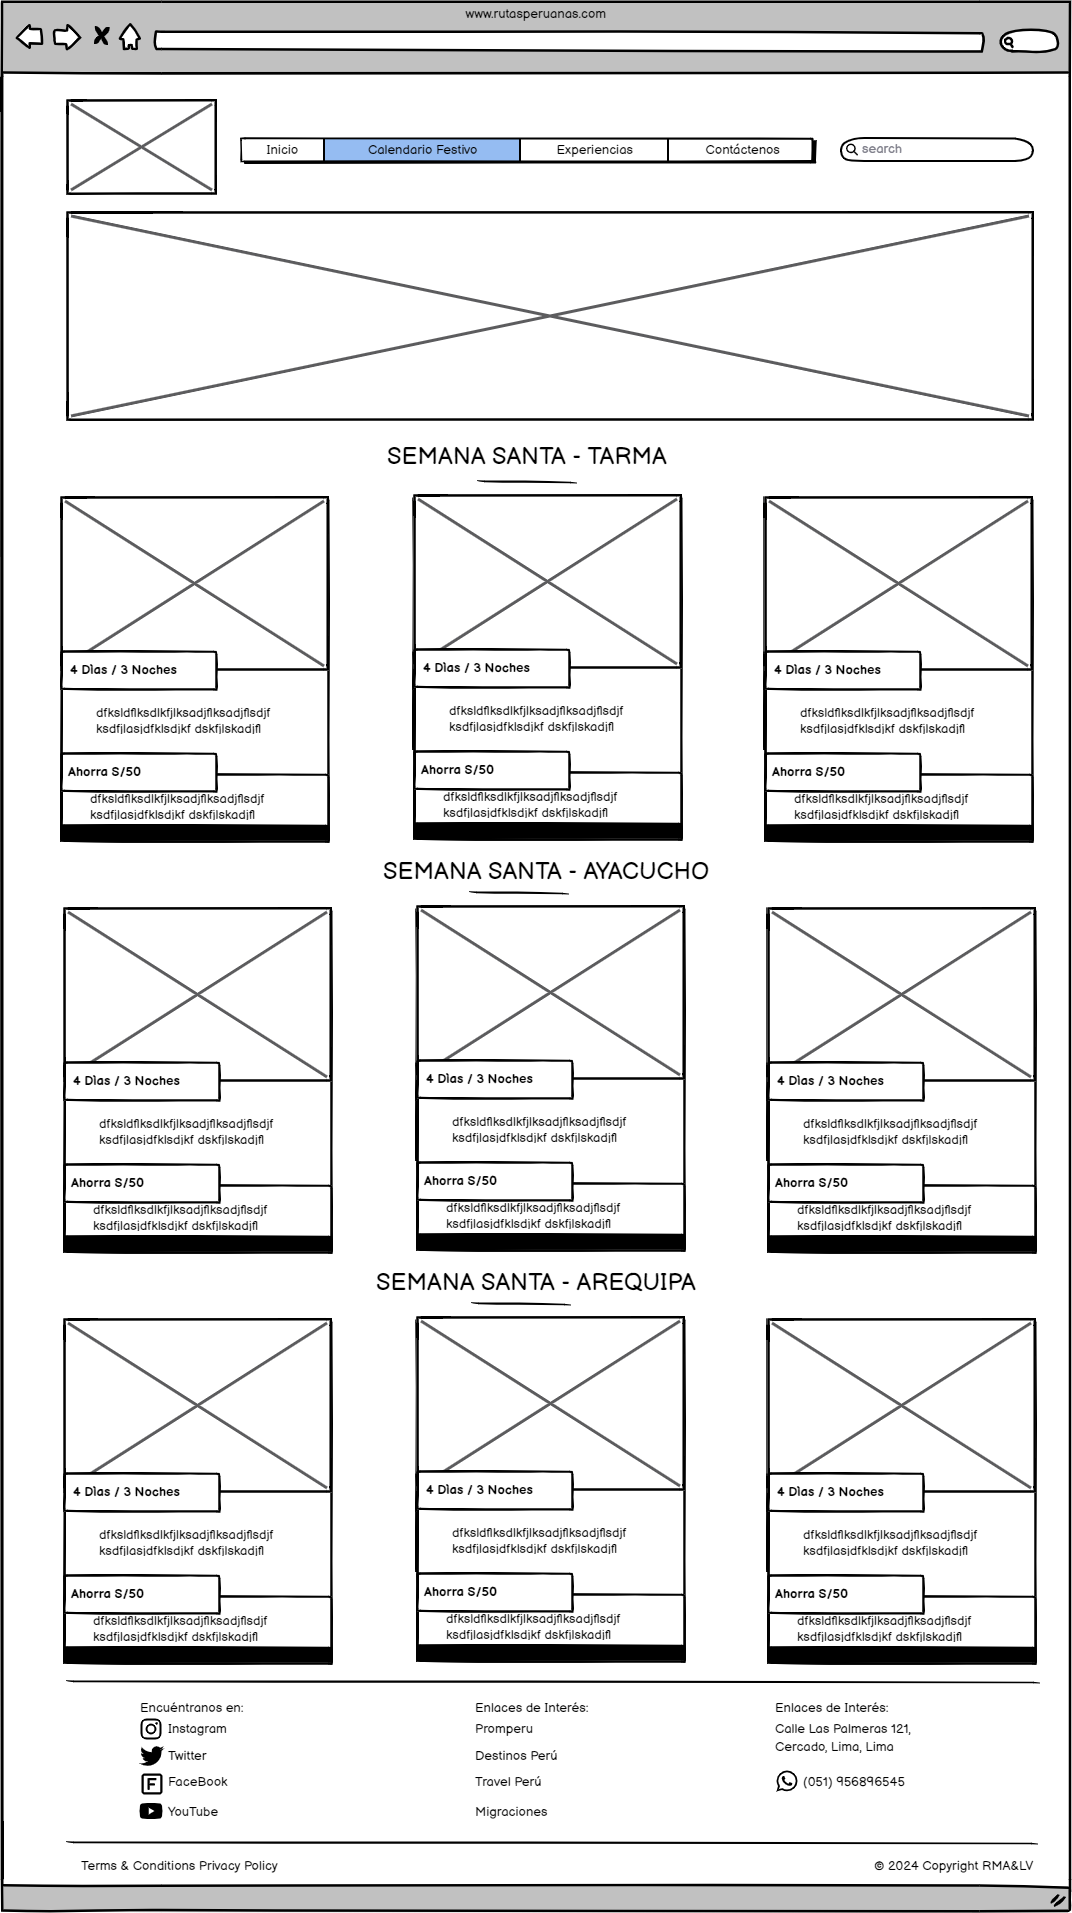 www.rutasperuanas.com
Inicio Calendario Festivo Experiencias Contáctenos search
SEMANA SANTA - TARMA
4 Dìas / 3 Noches 4 Dìas / 3 Noches 4 Dìas / 3 Noches
dfksldflksdlkfjlksadjflksadjflsdjf dfksldflksdlkfjlksadjflksadjflsdjf dfksldflksdlkfjlksadjflksadjflsdjf
ksdfjlasjdfklsdjkf dskfjlskadjfl ksdfjlasjdfklsdjkf dskfjlskadjfl ksdfjlasjdfklsdjkf dskfjlskadjfl
Ahorra S/50 Ahorra S/50 Ahorra S/50
dfksldflksdlkfjlksadjflksadjflsdjf dfksldflksdlkfjlksadjflksadjflsdjf dfksldflksdlkfjlksadjflksadjflsdjf
ksdfjlasjdfklsdjkf dskfjlskadjfl ksdfjlasjdfklsdjkf dskfjlskadjfl ksdfjlasjdfklsdjkf dskfjlskadjfl
SEMANA SANTA - AYACUCHO
4 Dìas / 3 Noches 4 Dìas / 3 Noches 4 Dìas / 3 Noches
dfksldflksdlkfjlksadjflksadjflsdjf dfksldflksdlkfjlksadjflksadjflsdjf dfksldflksdlkfjlksadjflksadjflsdjf
ksdfjlasjdfklsdjkf dskfjlskadjfl ksdfjlasjdfklsdjkf dskfjlskadjfl ksdfjlasjdfklsdjkf dskfjlskadjfl
Ahorra S/50 Ahorra S/50 Ahorra S/50
dfksldflksdlkfjlksadjflksadjflsdjf dfksldflksdlkfjlksadjflksadjflsdjf dfksldflksdlkfjlksadjflksadjflsdjf
ksdfjlasjdfklsdjkf dskfjlskadjfl ksdfjlasjdfklsdjkf dskfjlskadjfl ksdfjlasjdfklsdjkf dskfjlskadjfl
SEMANA SANTA - AREQUIPA
4 Dìas / 3 Noches 4 Dìas / 3 Noches 4 Dìas / 3 Noches
dfksldflksdlkfjlksadjflksadjflsdjf dfksldflksdlkfjlksadjflksadjflsdjf dfksldflksdlkfjlksadjflksadjflsdjf
ksdfjlasjdfklsdjkf dskfjlskadjfl ksdfjlasjdfklsdjkf dskfjlskadjfl ksdfjlasjdfklsdjkf dskfjlskadjfl
Ahorra S/50 Ahorra S/50 Ahorra S/50
dfksldflksdlkfjlksadjflksadjflsdjf dfksldflksdlkfjlksadjflksadjflsdjf dfksldflksdlkfjlksadjflksadjflsdjf
ksdfjlasjdfklsdjkf dskfjlskadjfl ksdfjlasjdfklsdjkf dskfjlskadjfl ksdfjlasjdfklsdjkf dskfjlskadjfl
Encuéntranos en:
Instagram
Twitter
FaceBook
YouTube
Enlaces de Interés:
Promperu
Destinos Perú
Travel Perú
Migraciones
Enlaces de Interés:
Calle Las Palmeras 121,
Cercado, Lima, Lima
(051) 956896545
Terms & Conditions Privacy Policy © 2024 Copyright RMA&LV